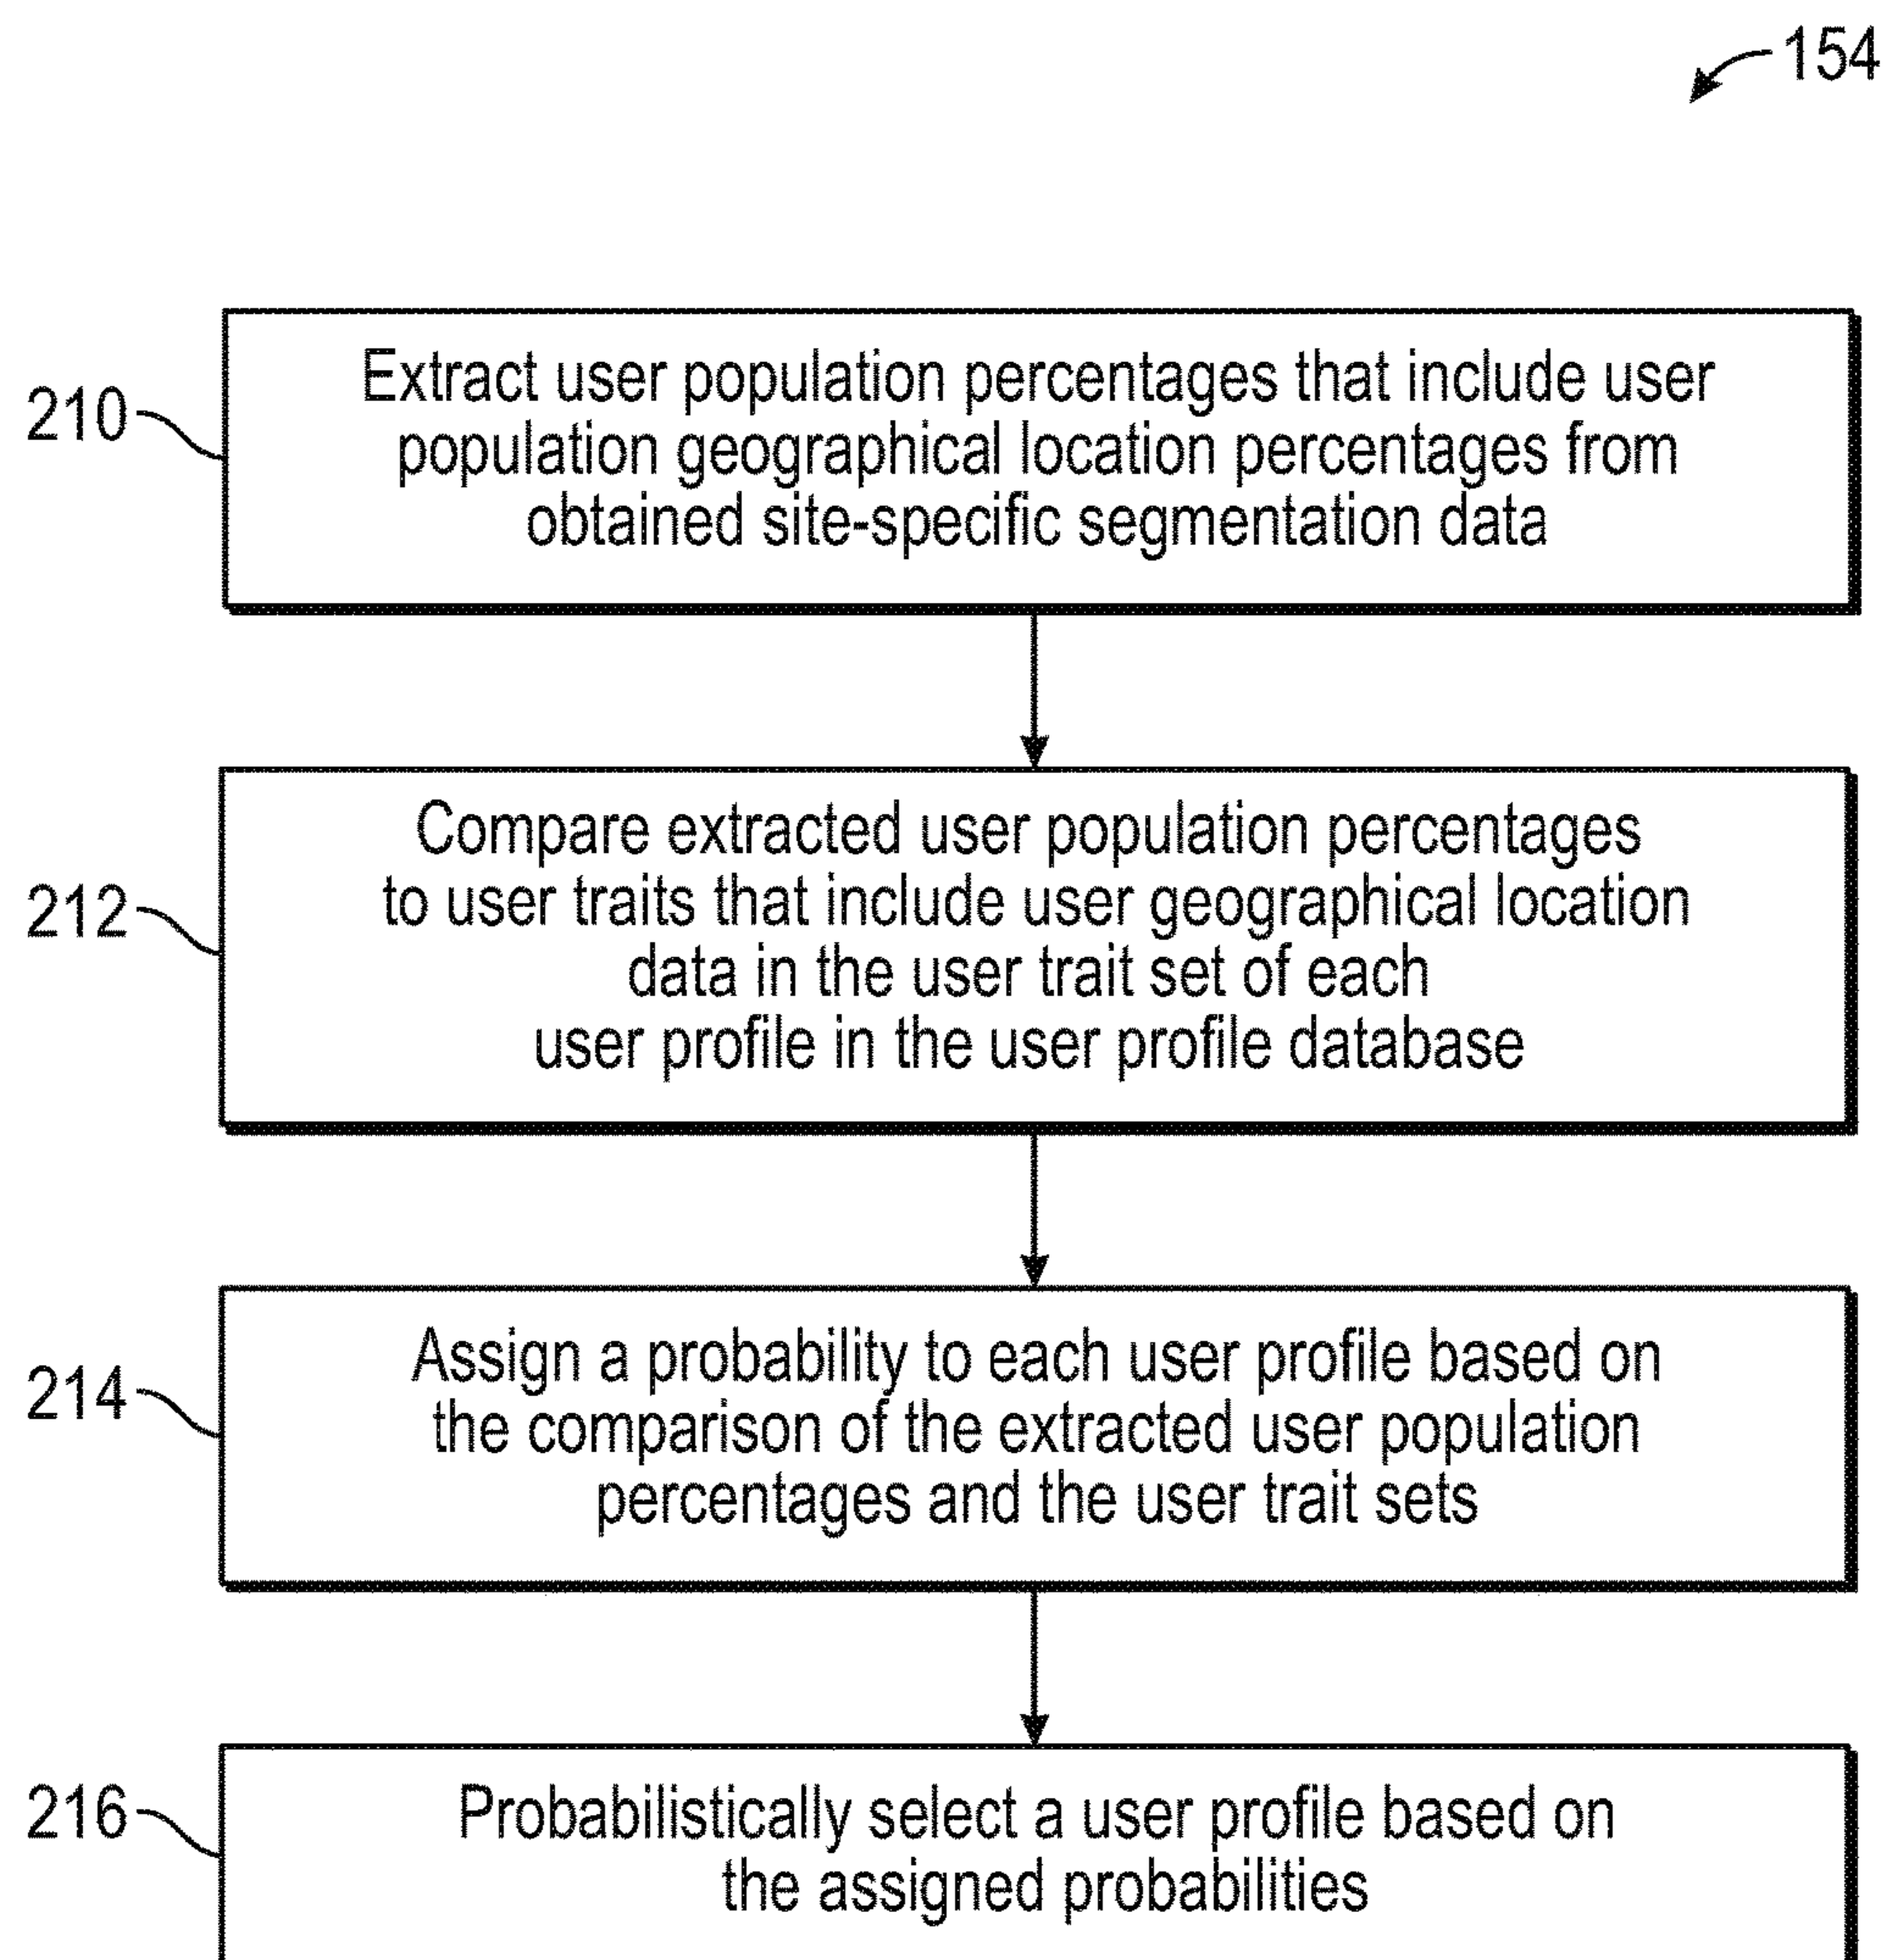 154
210
Extract user population percentages that include user
population geographical location percentages from
obtained site-specific segmentation data
212
Compare extracted user population percentages
to user traits that include user geographical location
data in the user trait set of each
user profile in the user profile database
214
Assign a probability to each user profile based on
the comparison of the extracted user population
percentages and the user trait sets
216
Probabilistically select a user profile based on
the assigned probabilities